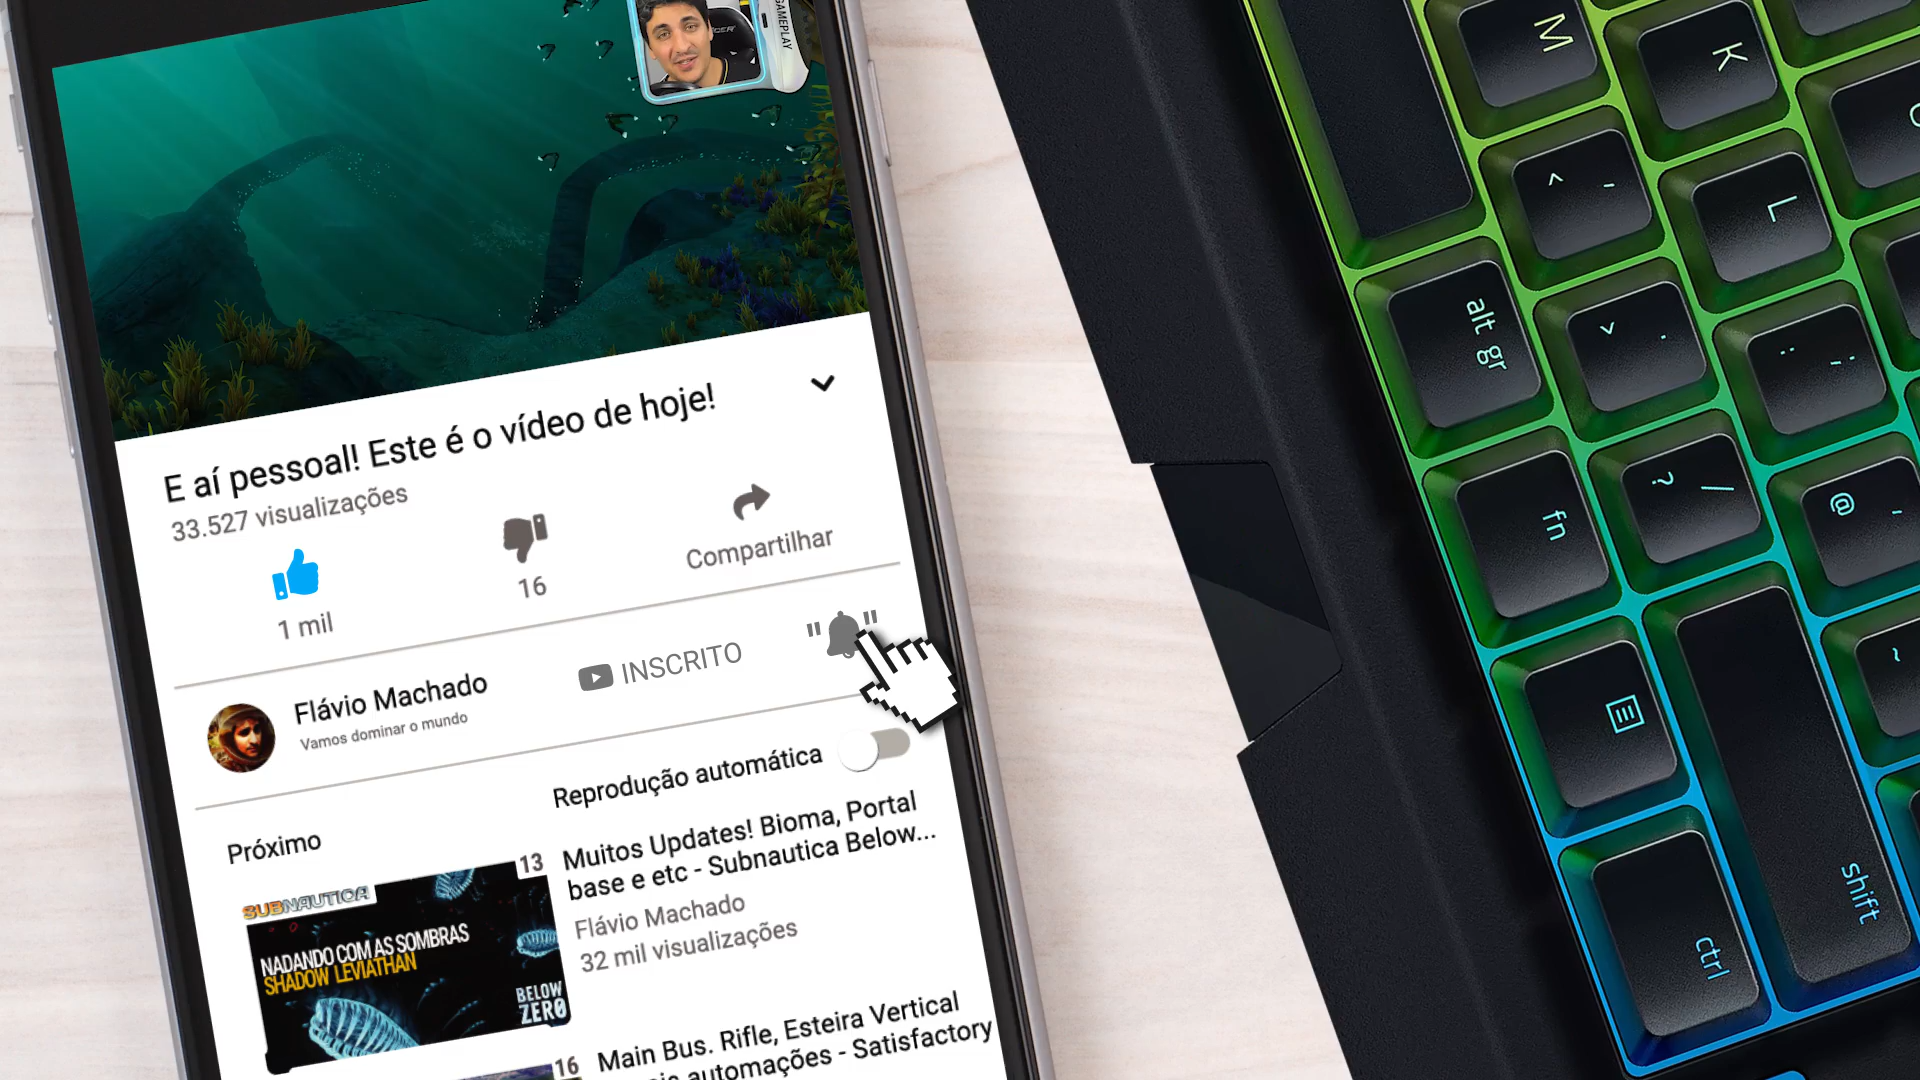 GAMEPLAY
E aí pessoal! Este é o vídeo de hoje!
33.527 visualizações
1 mil
16
Compartilhar
Flávio Machado
Vamos dominar o mundo
INSCRITO
Reprodução automática
Próximo
13
SUBNAUTICA
NADANDO COM AS SOMBRAS
SHADOW LEVIATHAN
BELOW
ZERO
Muitos Updates! Bioma, Portal
base e etc - Subnautica Below...
Flávio Machado
32 mil visualizações
16
Main Bus. Rifle, Esteira Vertical
automações - Satisfactory
M
K
L
alt gr
fn
? /
@
shift
ctrl